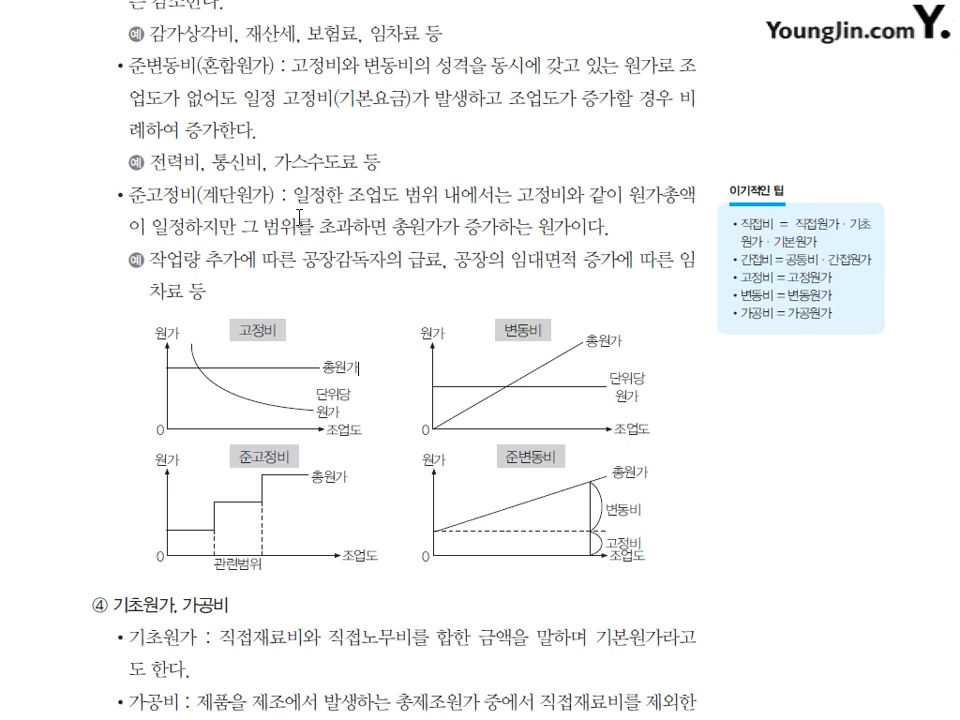 는 감소한다.
YoungJin.com Y.
예 감가상각비, 재산세, 보험료, 임차료 등
• 준변동비(혼합원가) : 고정비와 변동비의 성격을 동시에 갖고 있는 원가로 조
업도가 없어도 일정 고정비(기본요금)가 발생하고 조업도가 증가할 경우 비
례하여 증가한다.
예 전력비, 통신비, 가스수도료 등
• 준고정비(계단원가) : 일정한 조업도 범위 내에서는 고정비와 같이 원가총액
이 일정하지만 그 범위를 초과하면 총원가가 증가하는 원가이다.
예 작업량 추가에 따른 공장감독자의 급료, 공장의 임대면적 증가에 따른 임
차료 등
이기적인 팁
• 직접비 = 직접원가 · 기초
원가 · 기본원가
• 간접비 = 공통비 · 간접원가
• 고정비 = 고정원가
• 변동비 = 변동원가
• 가공비 = 가공원가
원가
고정비
총원가
단위당
원가
0
조업도
원가
변동비
총원가
단위당
원가
0
조업도
원가
준고정비
총원가
0
조업도
관련범위
원가
준변동비
총원가
변동비
고정비
0
조업도
④ 기초원가, 가공비
• 기초원가 : 직접재료비와 직접노무비를 합한 금액을 말하며 기본원가라고
도 한다.
• 가공비 : 제품을 제조에서 발생하는 총제조원가 중에서 직접재료비를 제외한